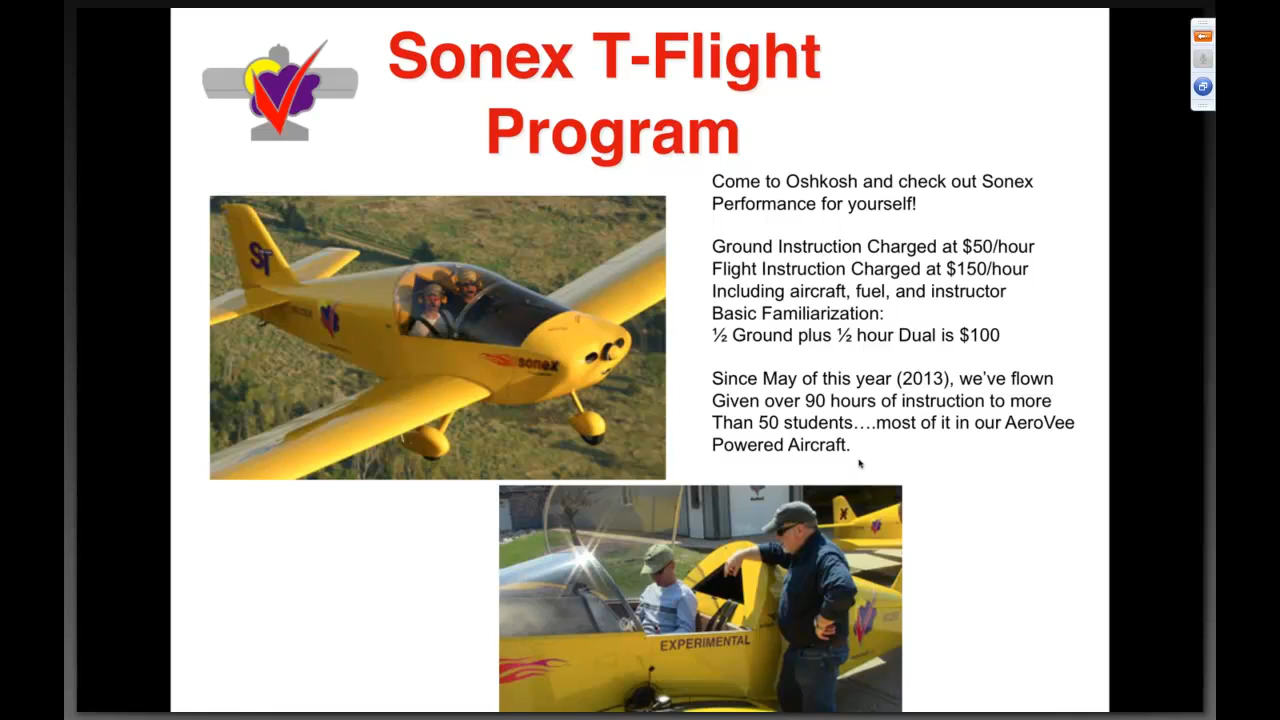 Sonex T-Flight
Program
Come to Oshkosh and check out Sonex
Performance for yourself!
Ground Instruction Charged at $50/hour
Flight Instruction Charged at $150/hour
Including aircraft, fuel, and instructor
Basic Familiarization:
½ Ground plus ½ hour Dual is $100
Since May of this year (2013), we've flown
Given over 90 hours of instruction to more
Than 50 students....most of it in our AeroVee
Powered Aircraft.
ST
sonex
X
EXPERIMENTAL